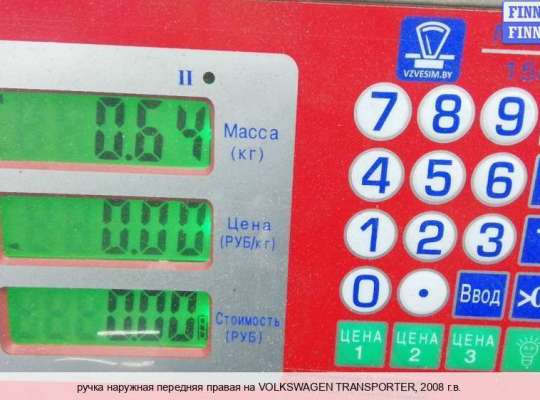 FINN
FINN
VZVESIM.BY
II
0.64
Масса
(кг)
0.00
Цена
(РУБ/кг)
0.00
Стоимость
(РУБ)
7 8 9
4 5 6
1 2 3
0 . Ввод
ЦЕНА 1
ЦЕНА 2
ЦЕНА 3
ручка наружная передняя правая на VOLKSWAGEN TRANSPORTER, 2008 г.в.